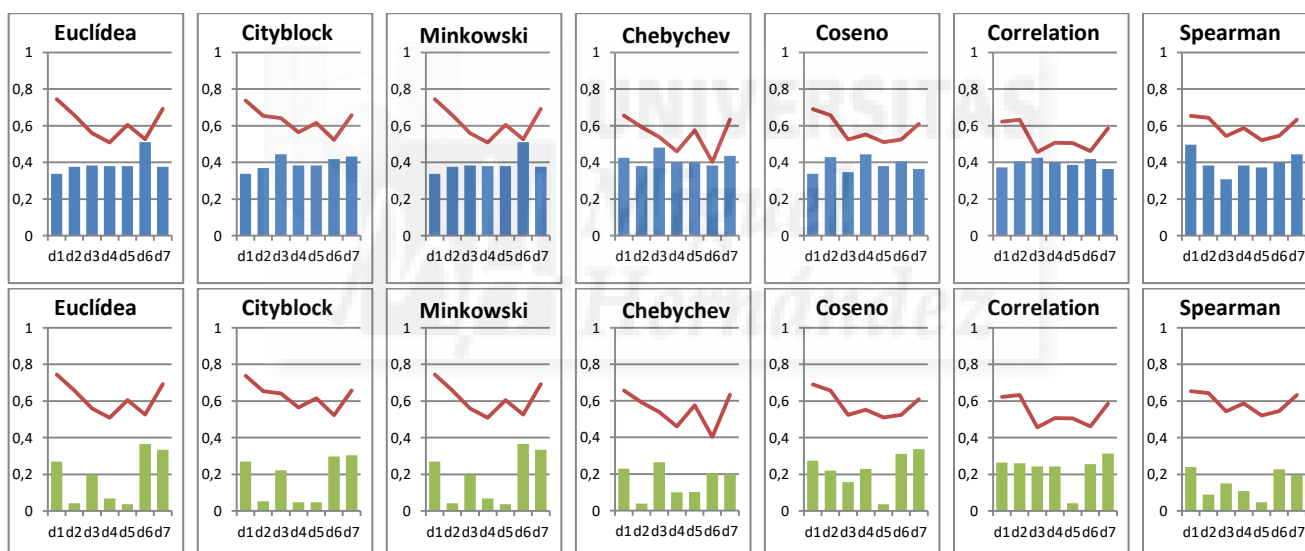 Euclídea
1
0,8
0,6
0,4
0,2
0
d1d2d3d4d5d6d7
Cityblock
1
0,8
0,6
0,4
0,2
0
d1d2d3d4d5d6d7
Minkowski
1
0,8
0,6
0,4
0,2
0
d1d2d3d4d5d6d7
Chebychev
1
0,8
0,6
0,4
0,2
0
d1d2d3d4d5d6d7
Coseno
1
0,8
0,6
0,4
0,2
0
d1d2d3d4d5d6d7
Correlation
1
0,8
0,6
0,4
0,2
0
d1d2d3d4d5d6d7
Spearman
1
0,8
0,6
0,4
0,2
0
d1d2d3d4d5d6d7
UNIVERSITAS
Miguel
Hernández
Euclídea
1
0,8
0,6
0,4
0,2
0
d1d2d3d4d5d6d7
Cityblock
1
0,8
0,6
0,4
0,2
0
d1d2d3d4d5d6d7
Minkowski
1
0,8
0,6
0,4
0,2
0
d1d2d3d4d5d6d7
Chebychev
1
0,8
0,6
0,4
0,2
0
d1d2d3d4d5d6d7
Coseno
1
0,8
0,6
0,4
0,2
0
d1d2d3d4d5d6d7
Correlation
1
0,8
0,6
0,4
0,2
0
d1d2d3d4d5d6d7
Spearman
1
0,8
0,6
0,4
0,2
0
d1d2d3d4d5d6d7